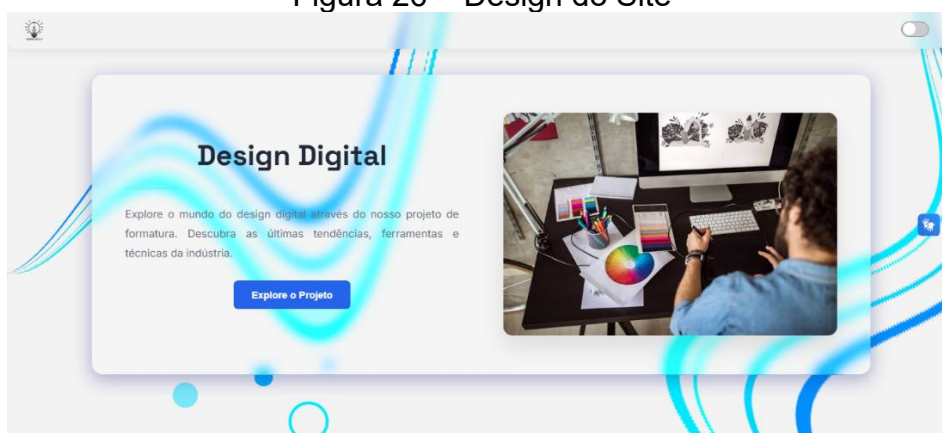 Figura 20 – Design do Site
Design Digital
Explore o mundo do design digital através do nosso projeto de
formatura. Descubra as últimas tendências, ferramentas e
técnicas da indústria.
Explore o Projeto